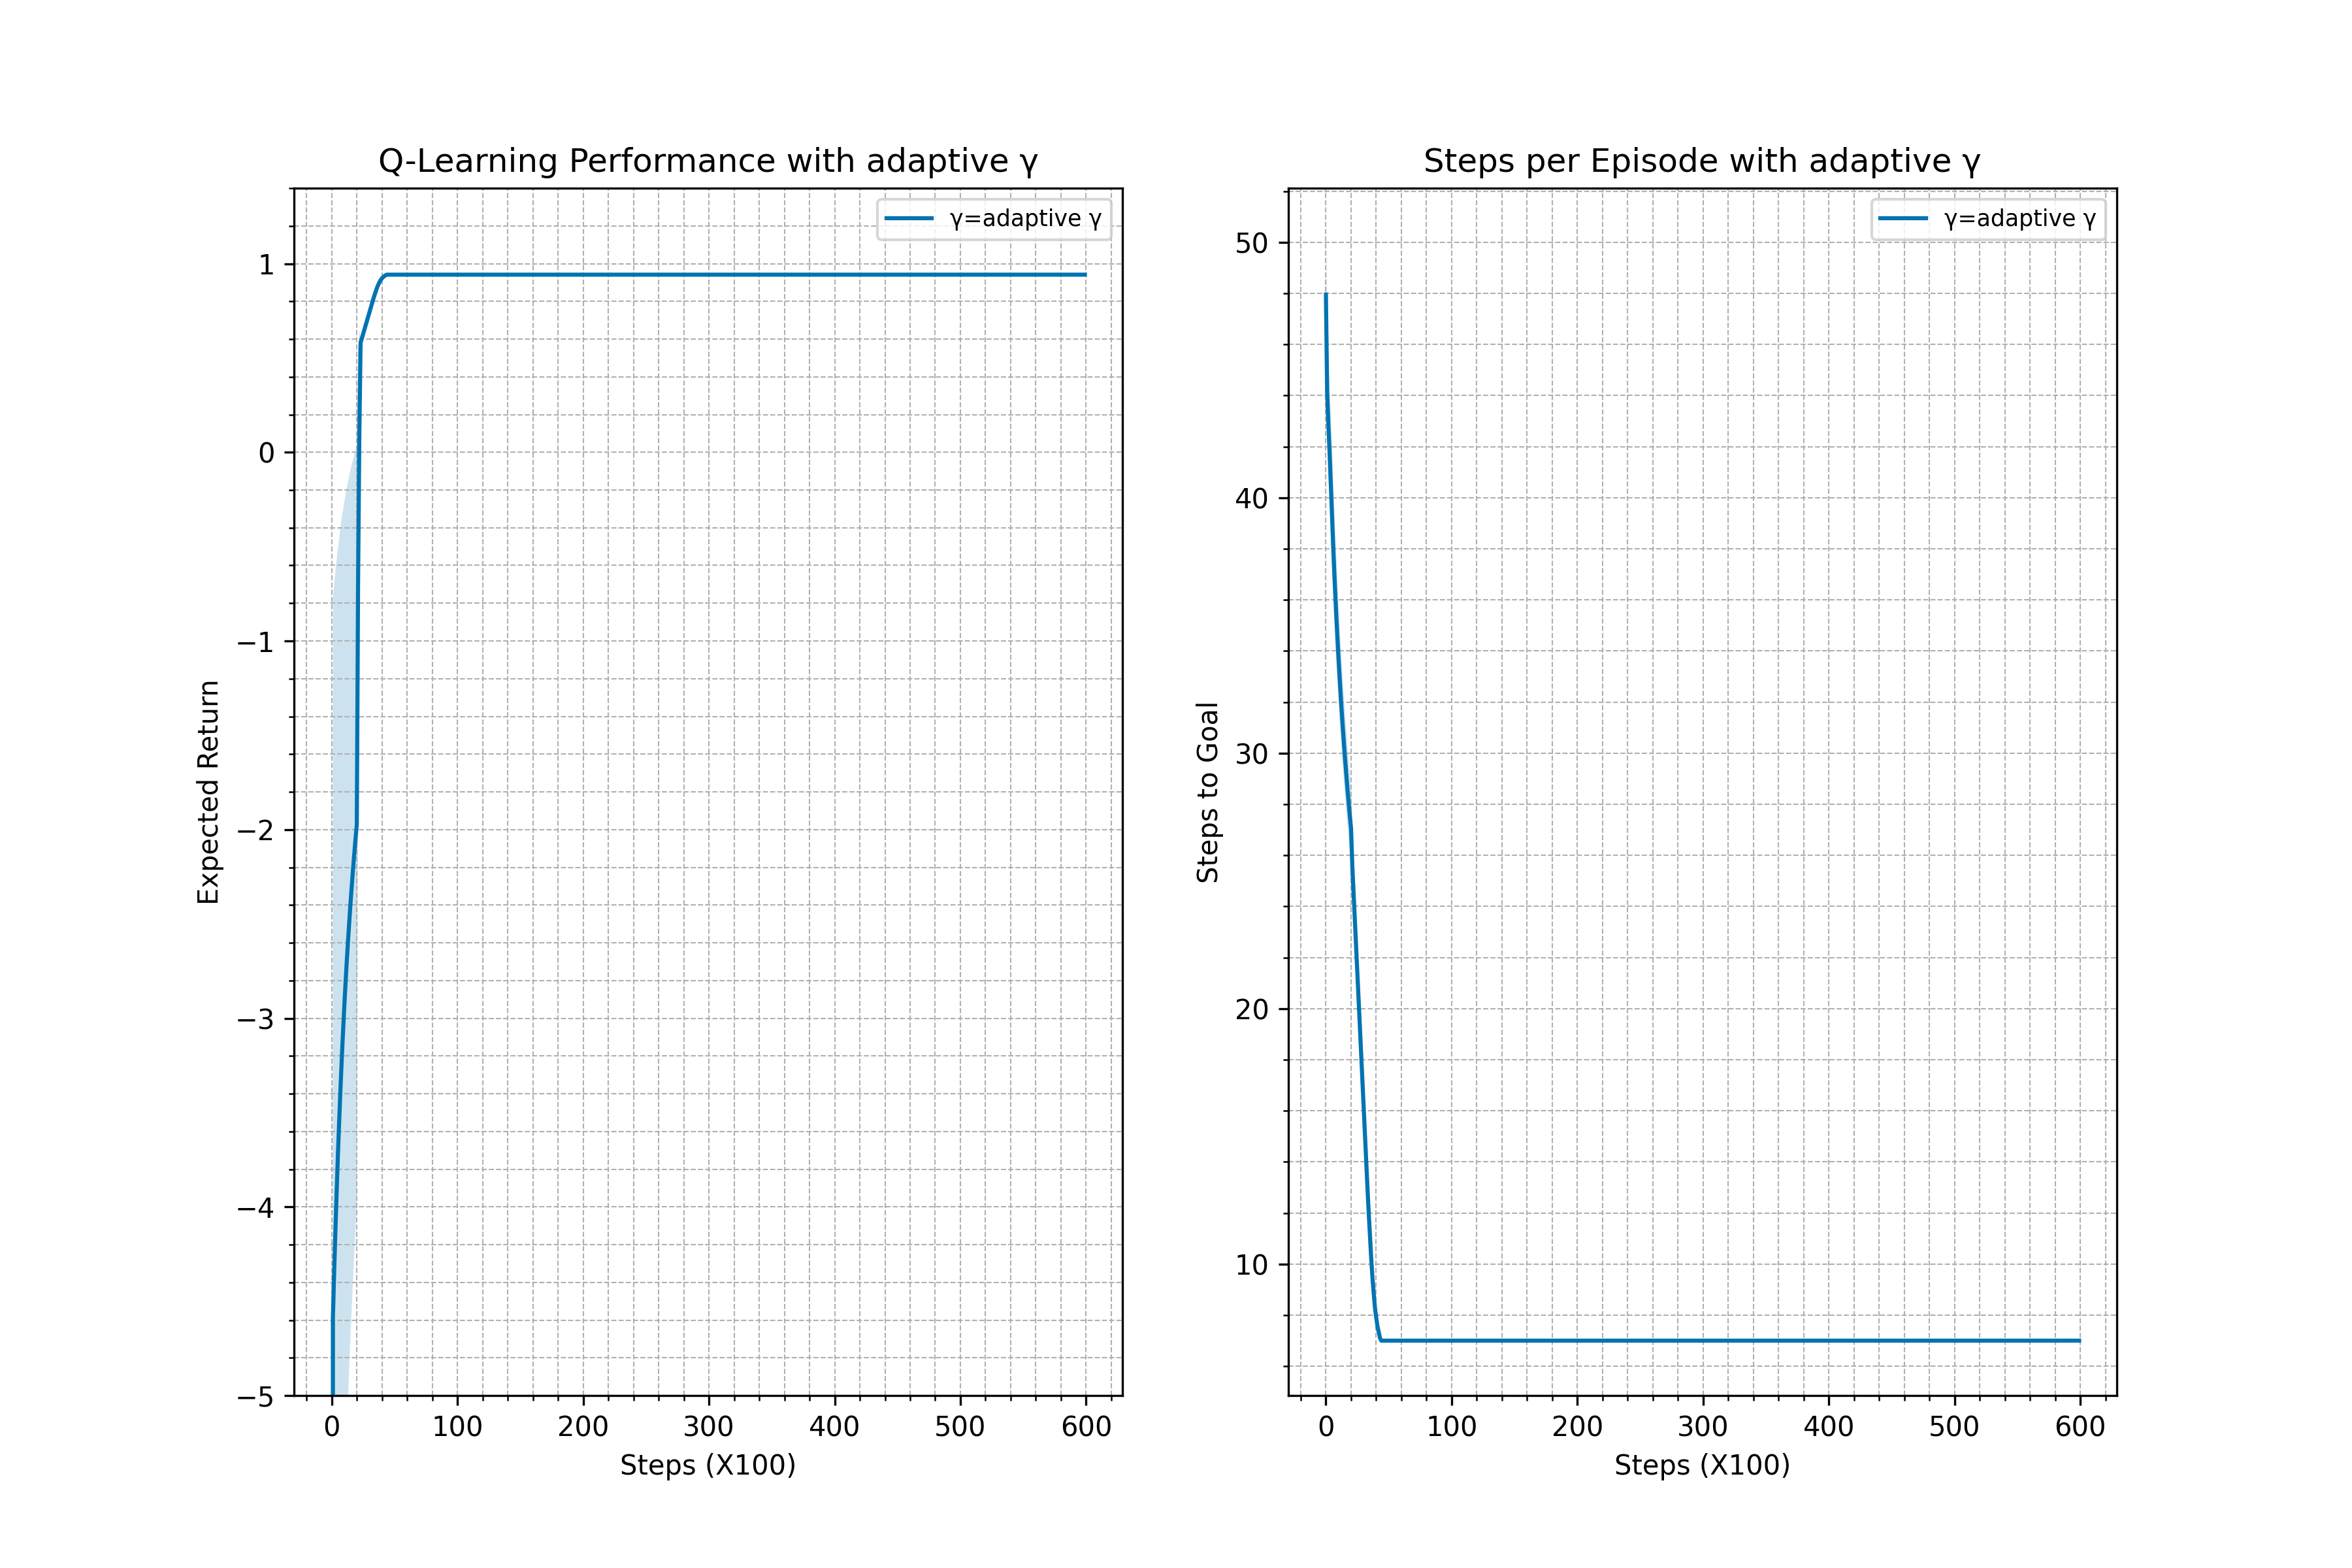 Q-Learning Performance with adaptive γ
γ=adaptive γ
1
0
−1
−2
−3
−4
−5
Expected Return
0 100 200 300 400 500 600
Steps (X100)
Steps per Episode with adaptive γ
γ=adaptive γ
50
40
30
20
10
Steps to Goal
0 100 200 300 400 500 600
Steps (X100)